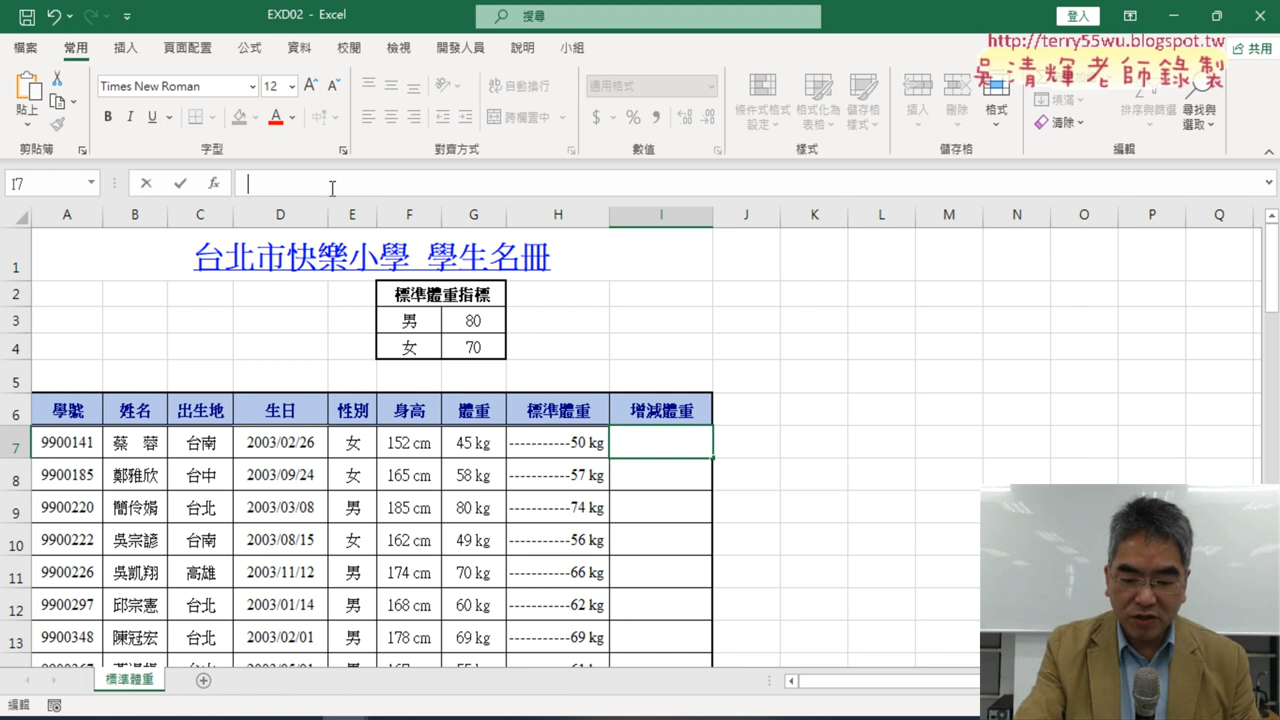 EXD02 - Excel
搜尋
登入
http://terry55wu.blogspot.tw
吳清輝老師錄製
檔案 常用 插入 頁面配置 公式 資料 校閱 檢視 開發人員 說明 小組
共用
貼上
Times New Roman 12
自動換行
跨欄置中
通用格式
條件式格式設定
格式化為表格
儲存格樣式
插入 刪除 格式
填滿
清除
排序與篩選
尋找與選取
剪貼簿 字型 對齊方式 數值 樣式 儲存格 編輯
I7
A B C D E F G H I J K L M N O P Q
1 台北市快樂小學 學生名冊
2 標準體重指標
3 男 80
4 女 70
5
6 學號 姓名 出生地 生日 性別 身高 體重 標準體重 增減體重
7 9900141 蔡 蓉 台南 2003/02/26 女 152 cm 45 kg -----------50 kg
8 9900185 鄭雅欣 台中 2003/09/24 女 165 cm 58 kg -----------57 kg
9 9900220 簡伶娟 台北 2003/03/08 男 185 cm 80 kg -----------74 kg
10 9900222 吳宗諺 台南 2003/08/15 女 162 cm 49 kg -----------56 kg
11 9900226 吳凱翔 高雄 2003/11/12 男 174 cm 70 kg -----------66 kg
12 9900297 邱宗憲 台北 2003/01/14 男 168 cm 60 kg -----------62 kg
13 9900348 陳冠宏 台北 2003/02/01 男 178 cm 69 kg -----------69 kg
標準體重
編輯